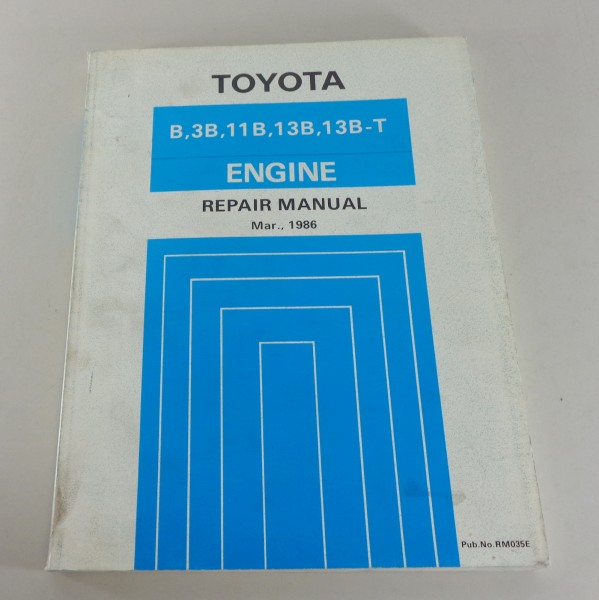 TOYOTA
B,3B,11B,13B,13B-T
ENGINE
REPAIR MANUAL
Mar., 1986
Pub.No.RM035E